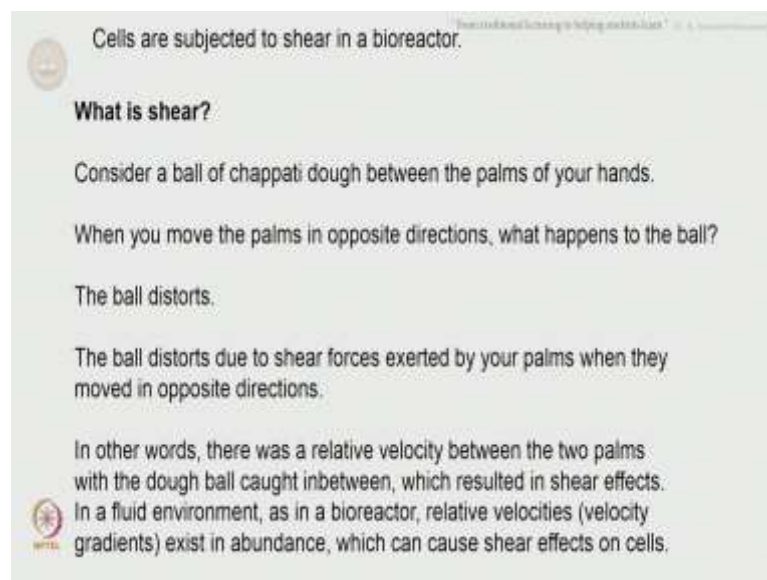 Cells are subjected to shear in a bioreactor.
What is shear?
Consider a ball of chappati dough between the palms of your hands.
When you move the palms in opposite directions, what happens to the ball?
The ball distorts.
The ball distorts due to shear forces exerted by your palms when they
moved in opposite directions.
In other words, there was a relative velocity between the two palms
with the dough ball caught inbetween, which resulted in shear effects.
In a fluid environment, as in a bioreactor, relative velocities (velocity
gradients) exist in abundance, which can cause shear effects on cells.
NPTEL